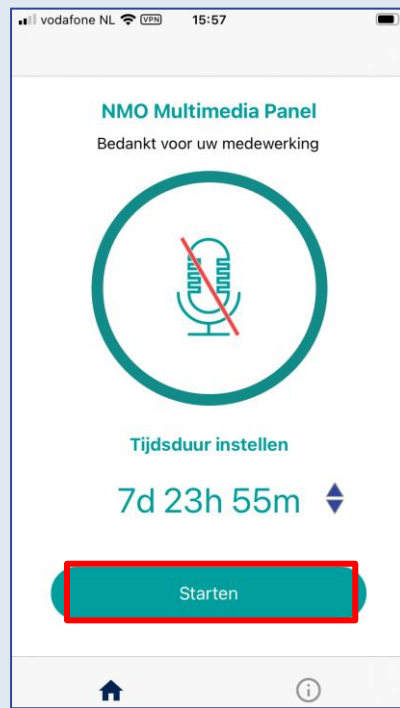 vodafone NL VPN 15:57
NMO Multimedia Panel
Bedankt voor uw medewerking
Tijdsduur instellen
7d 23h 55m
Starten